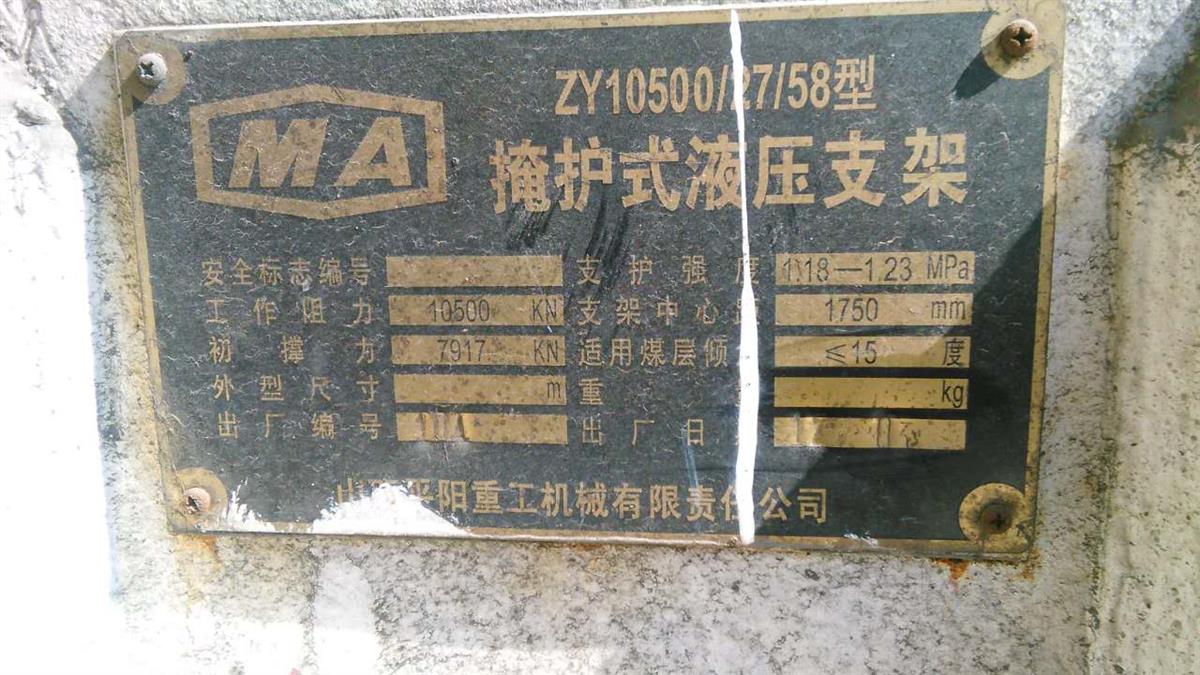 MA
ZY10500/27/58型
掩护式液压支架
安全标志编号 支护强度 1.18—1.23 MPa
工作阻力 10500 KN 支架中心 1750 mm
初撑力 7917 KN 适用煤层倾 ≤15 度
外型尺寸 m 重 kg
出厂编号 出厂日
平阳重工机械有限责任公司